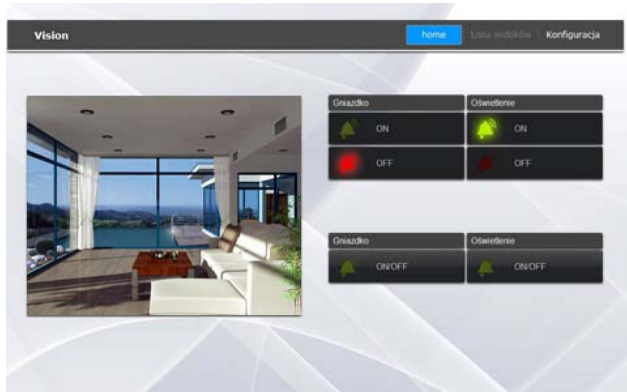 Vision
home Lista widoków Konfiguracja
Gniazdko Oświetlenie
ON ON
OFF OFF
Gniazdko Oświetlenie
ON/OFF ON/OFF